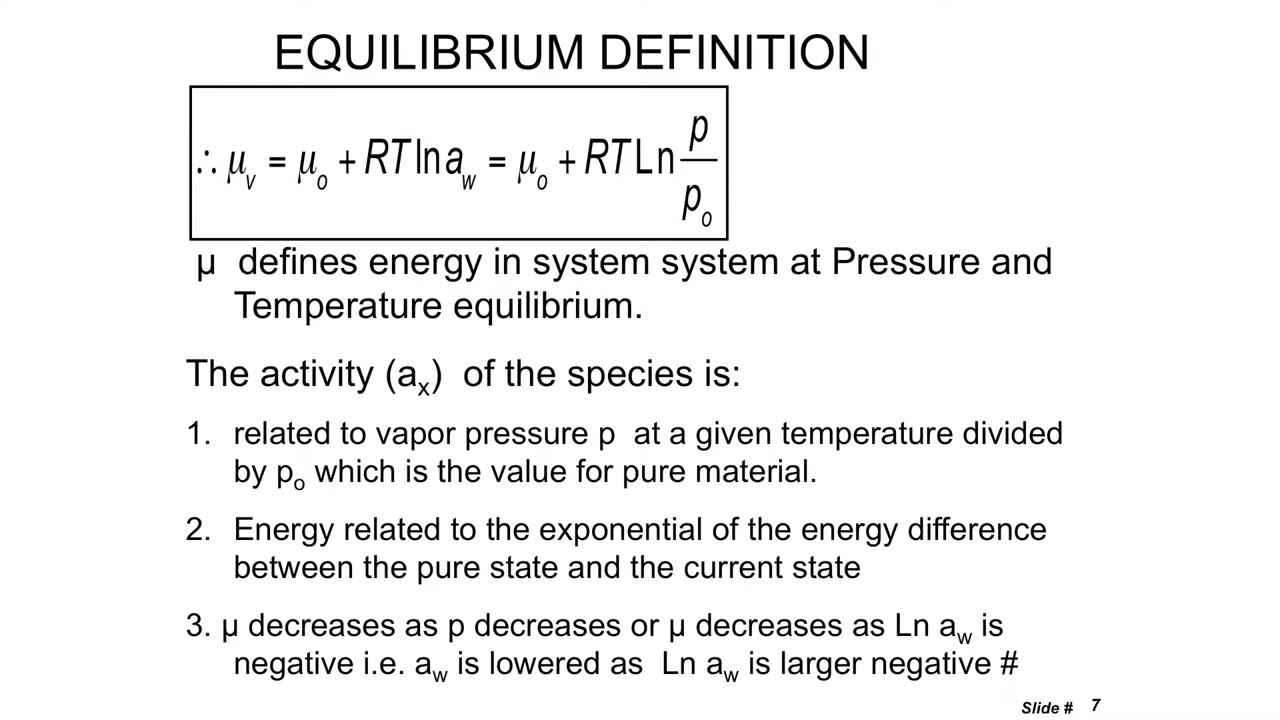 EQUILIBRIUM DEFINITION
∴ μv = μo + RT ln aw = μo + RT Ln p/po
μ defines energy in system system at Pressure and
Temperature equilibrium.
The activity (ax) of the species is:
1. related to vapor pressure p at a given temperature divided
by po which is the value for pure material.
2. Energy related to the exponential of the energy difference
between the pure state and the current state
3. μ decreases as p decreases or μ decreases as Ln aw is
negative i.e. aw is lowered as Ln aw is larger negative #
Slide # 7